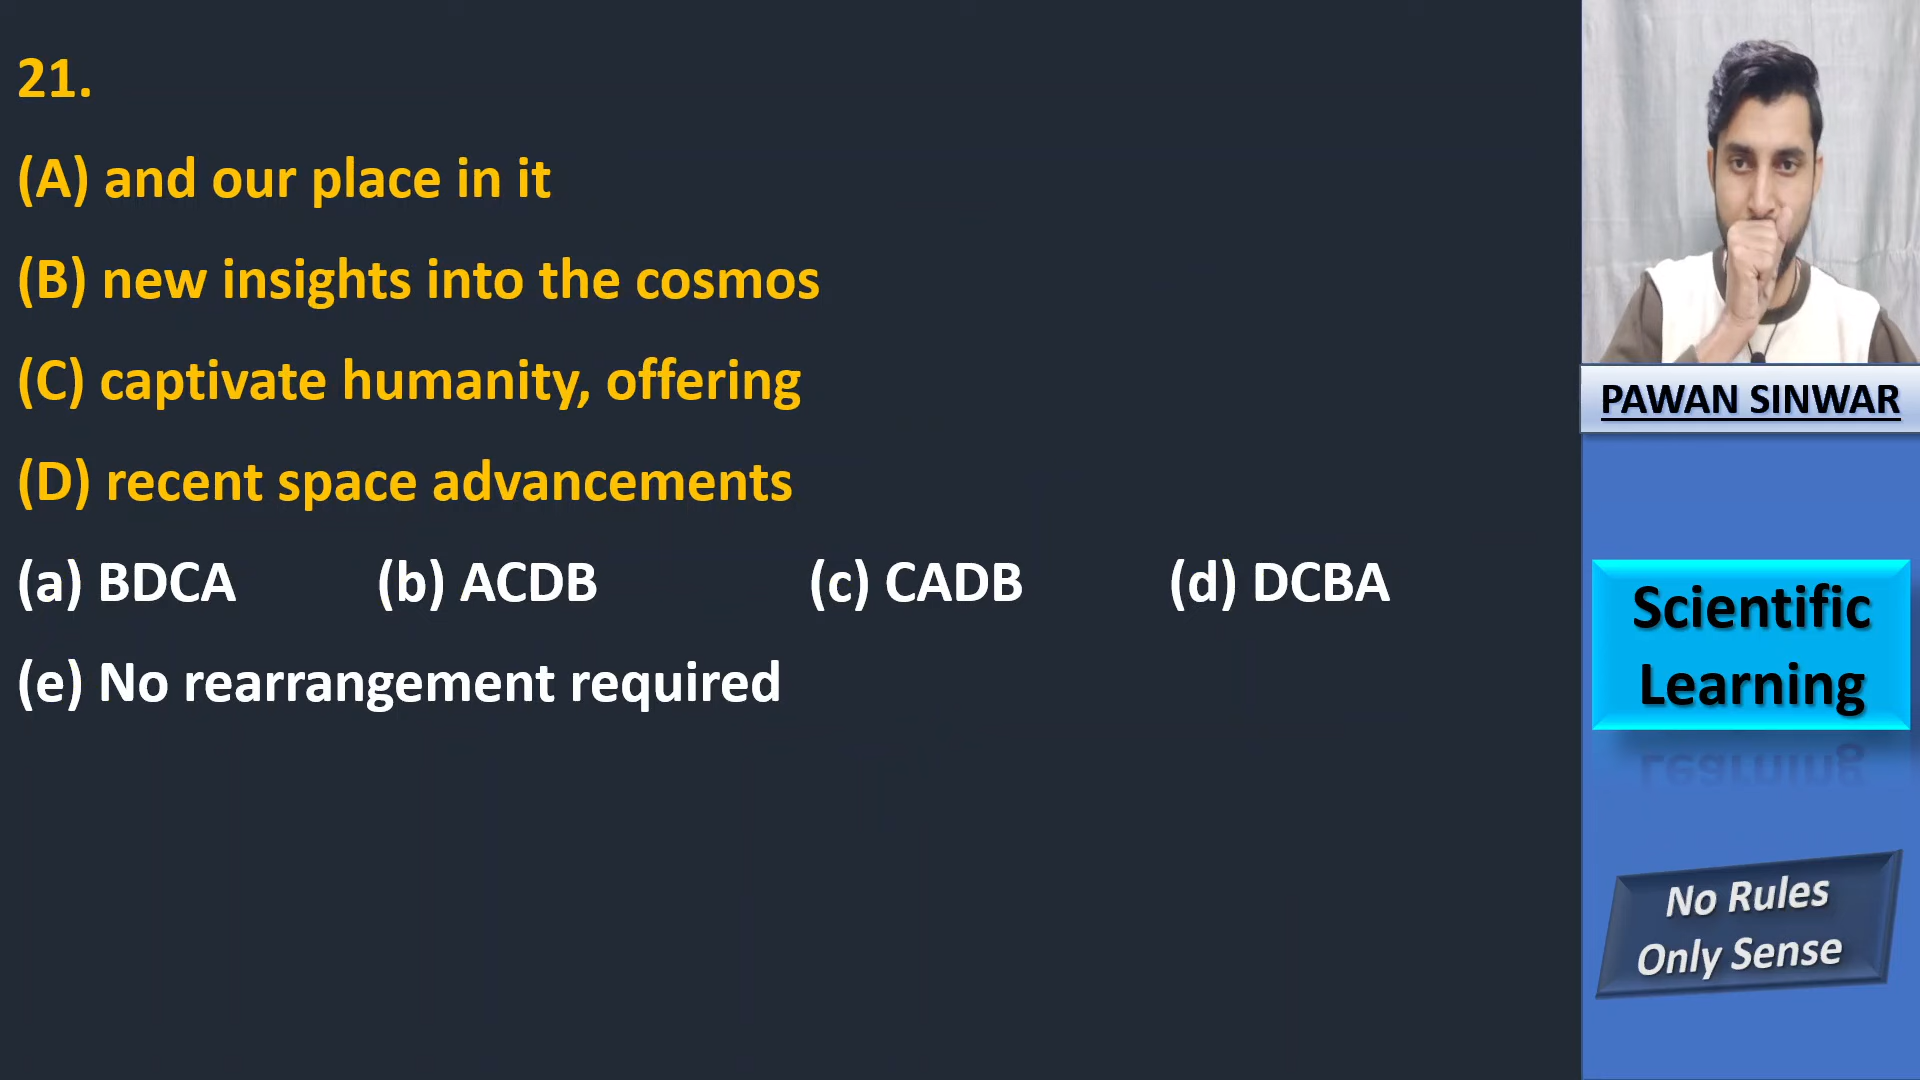 21.
(A) and our place in it
(B) new insights into the cosmos
(C) captivate humanity, offering
(D) recent space advancements
(a) BDCA (b) ACDB (c) CADB (d) DCBA
(e) No rearrangement required
PAWAN SINWAR
Scientific
Learning
No Rules
Only Sense